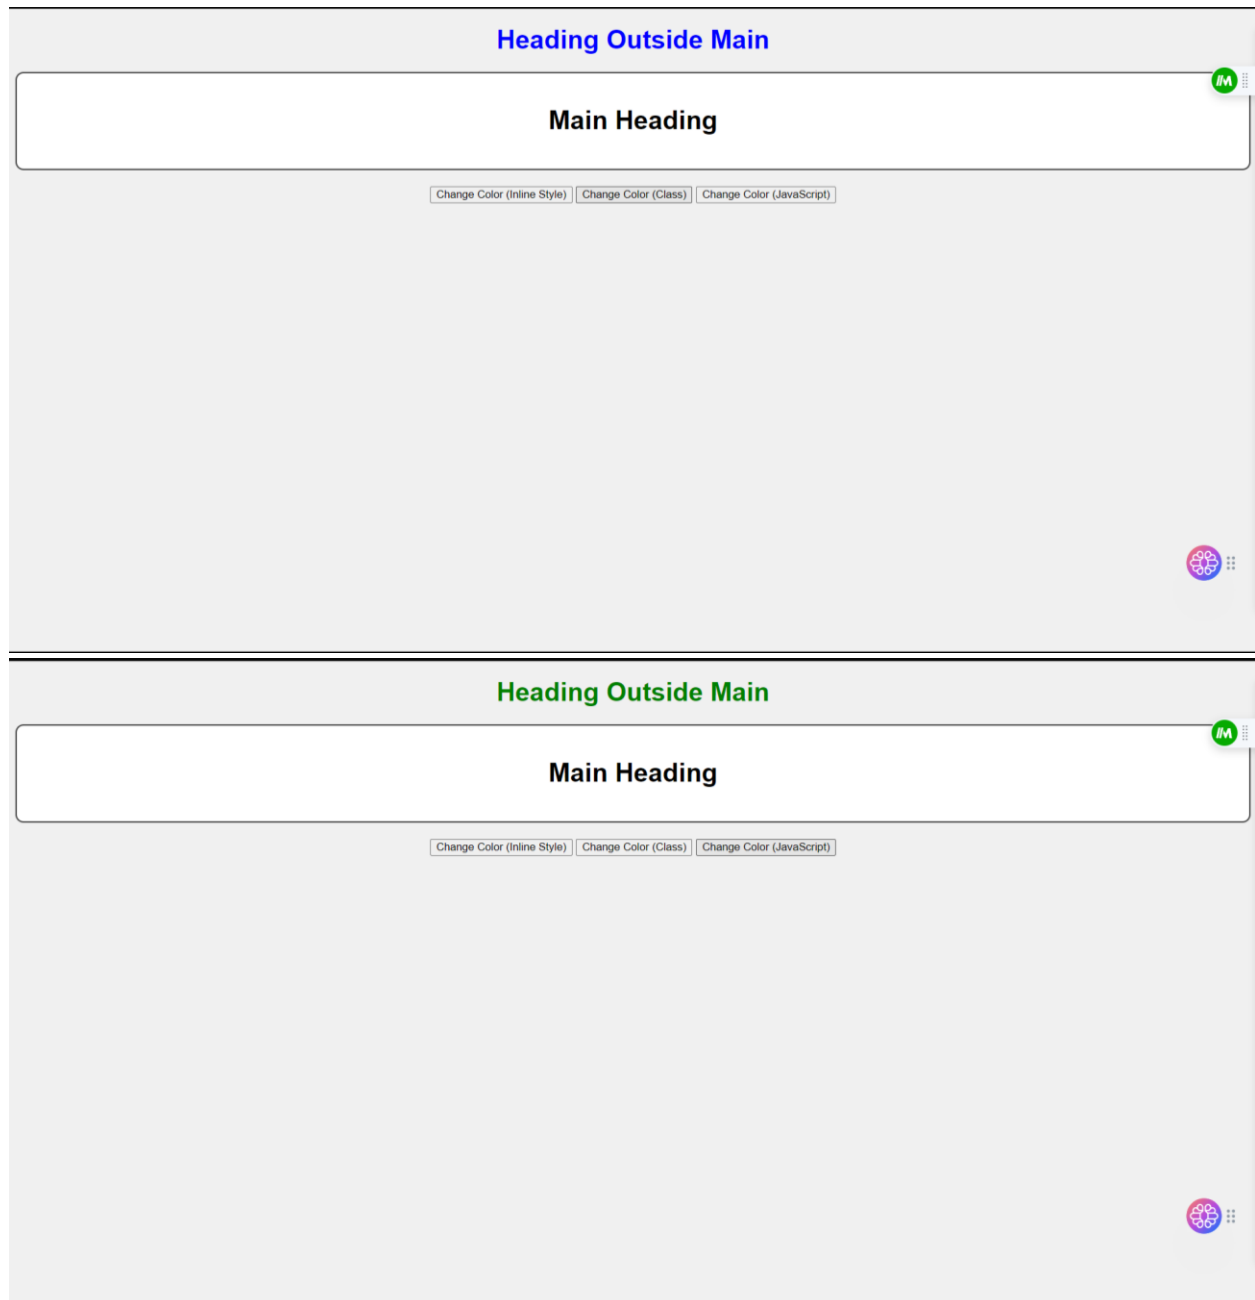 Heading Outside Main
Main Heading
Change Color (Inline Style) Change Color (Class) Change Color (JavaScript)
Heading Outside Main
Main Heading
Change Color (Inline Style) Change Color (Class) Change Color (JavaScript)